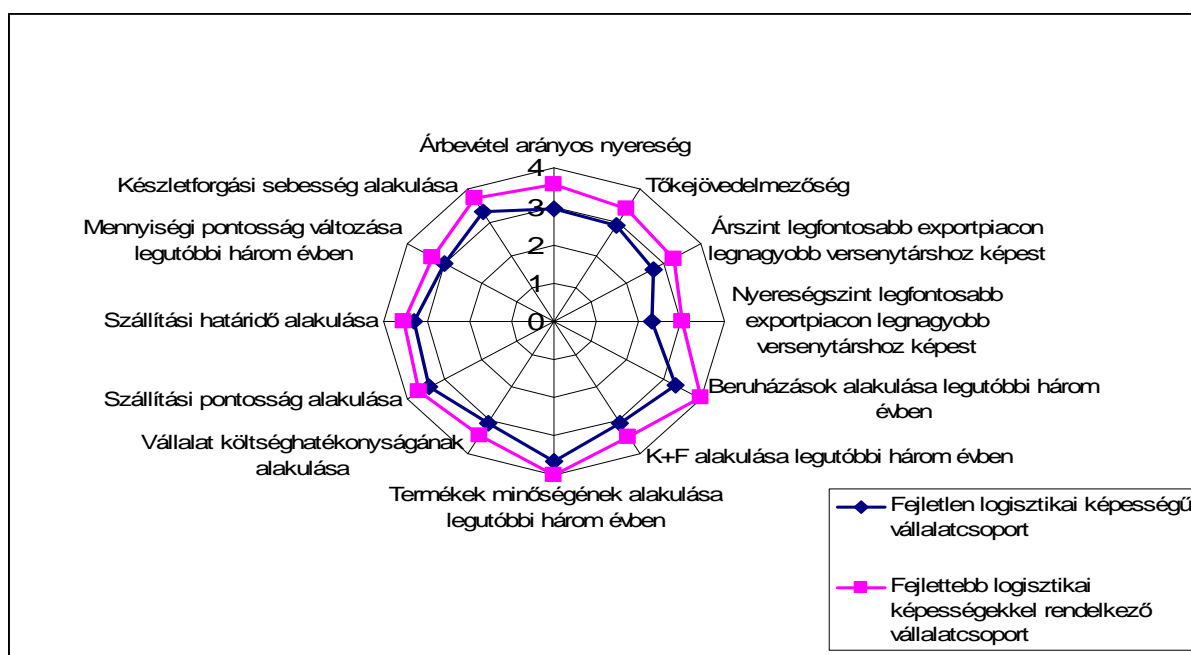 Árbevétel arányos nyereség
Készletforgási sebesség alakulása
Tőkejövedelmezőség
Mennyiségi pontosság változása
legutóbbi három évben
Árszint legfontosabb exportpiacon
legnagyobb versenytárshoz képest
Szállítási határidő alakulása
Nyereségszint legfontosabb
exportpiacon legnagyobb
versenytárshoz képest
Szállítási pontosság alakulása
Beruházások alakulása legutóbbi három
évben
Vállalat költséghatékonyságának
alakulása
K+F alakulása legutóbbi három évben
Termékek minőségének alakulása
legutóbbi három évben
4
3
2
1
0
Fejletlen logisztikai képességű
vállalatcsoport
Fejlettebb logisztikai
képességekkel rendelkező
vállalatcsoport